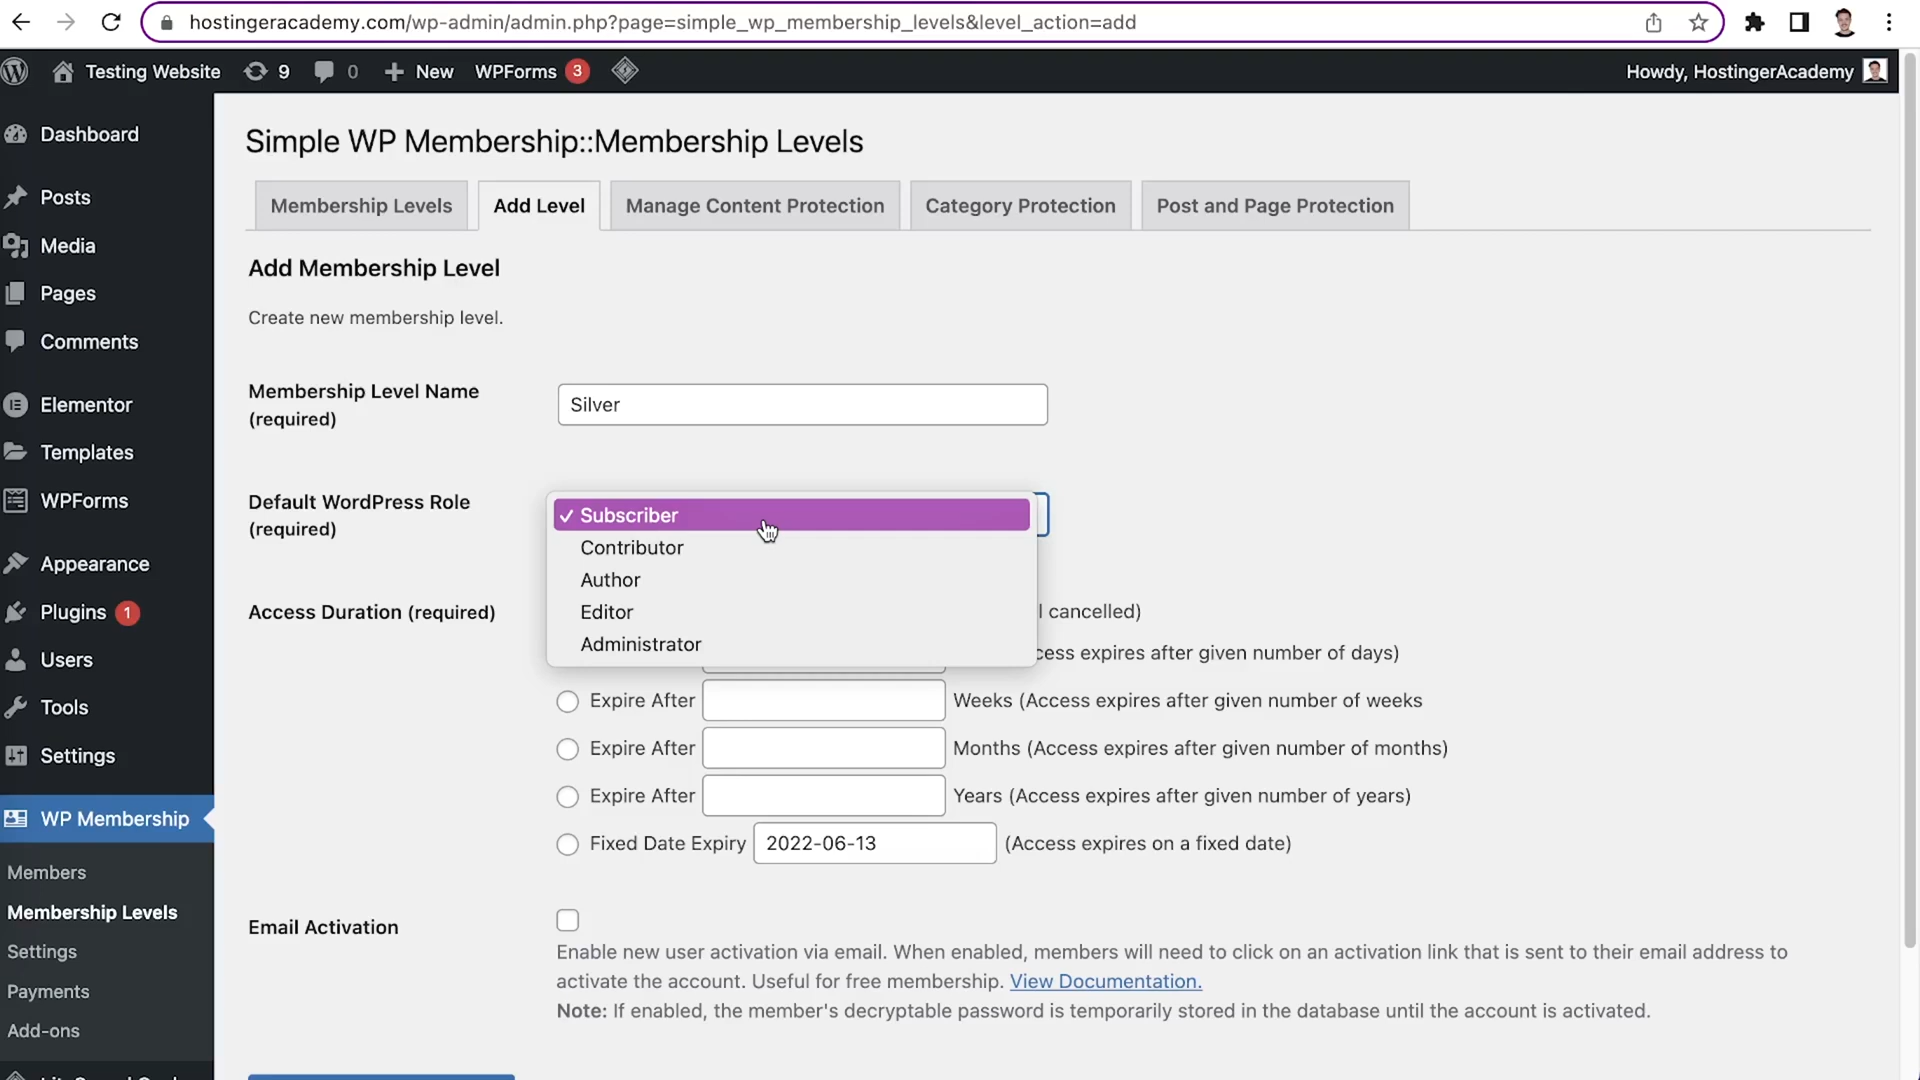 hostingeracademy.com/wp-admin/admin.php?page=simple_wp_membership_levels&level_action=add
Testing Website 9 0 New WPForms 3 Howdy, HostingerAcademy
Dashboard
Posts
Media
Pages
Comments
Elementor
Templates
WPForms
Appearance
Plugins 1
Users
Tools
Settings
WP Membership
Members
Membership Levels
Settings
Payments
Add-ons
Simple WP Membership::Membership Levels
Membership Levels Add Level Manage Content Protection Category Protection Post and Page Protection
Add Membership Level
Create new membership level.
Membership Level Name
(required)
Silver
Default WordPress Role
(required)
✓ Subscriber
Contributor
Author
Editor
Administrator
Access Duration (required)
l cancelled)
cess expires after given number of days)
Expire After Weeks (Access expires after given number of weeks
Expire After Months (Access expires after given number of months)
Expire After Years (Access expires after given number of years)
Fixed Date Expiry 2022-06-13 (Access expires on a fixed date)
Email Activation
Enable new user activation via email. When enabled, members will need to click on an activation link that is sent to their email address to
activate the account. Useful for free membership. View Documentation.
Note: If enabled, the member's decryptable password is temporarily stored in the database until the account is activated.